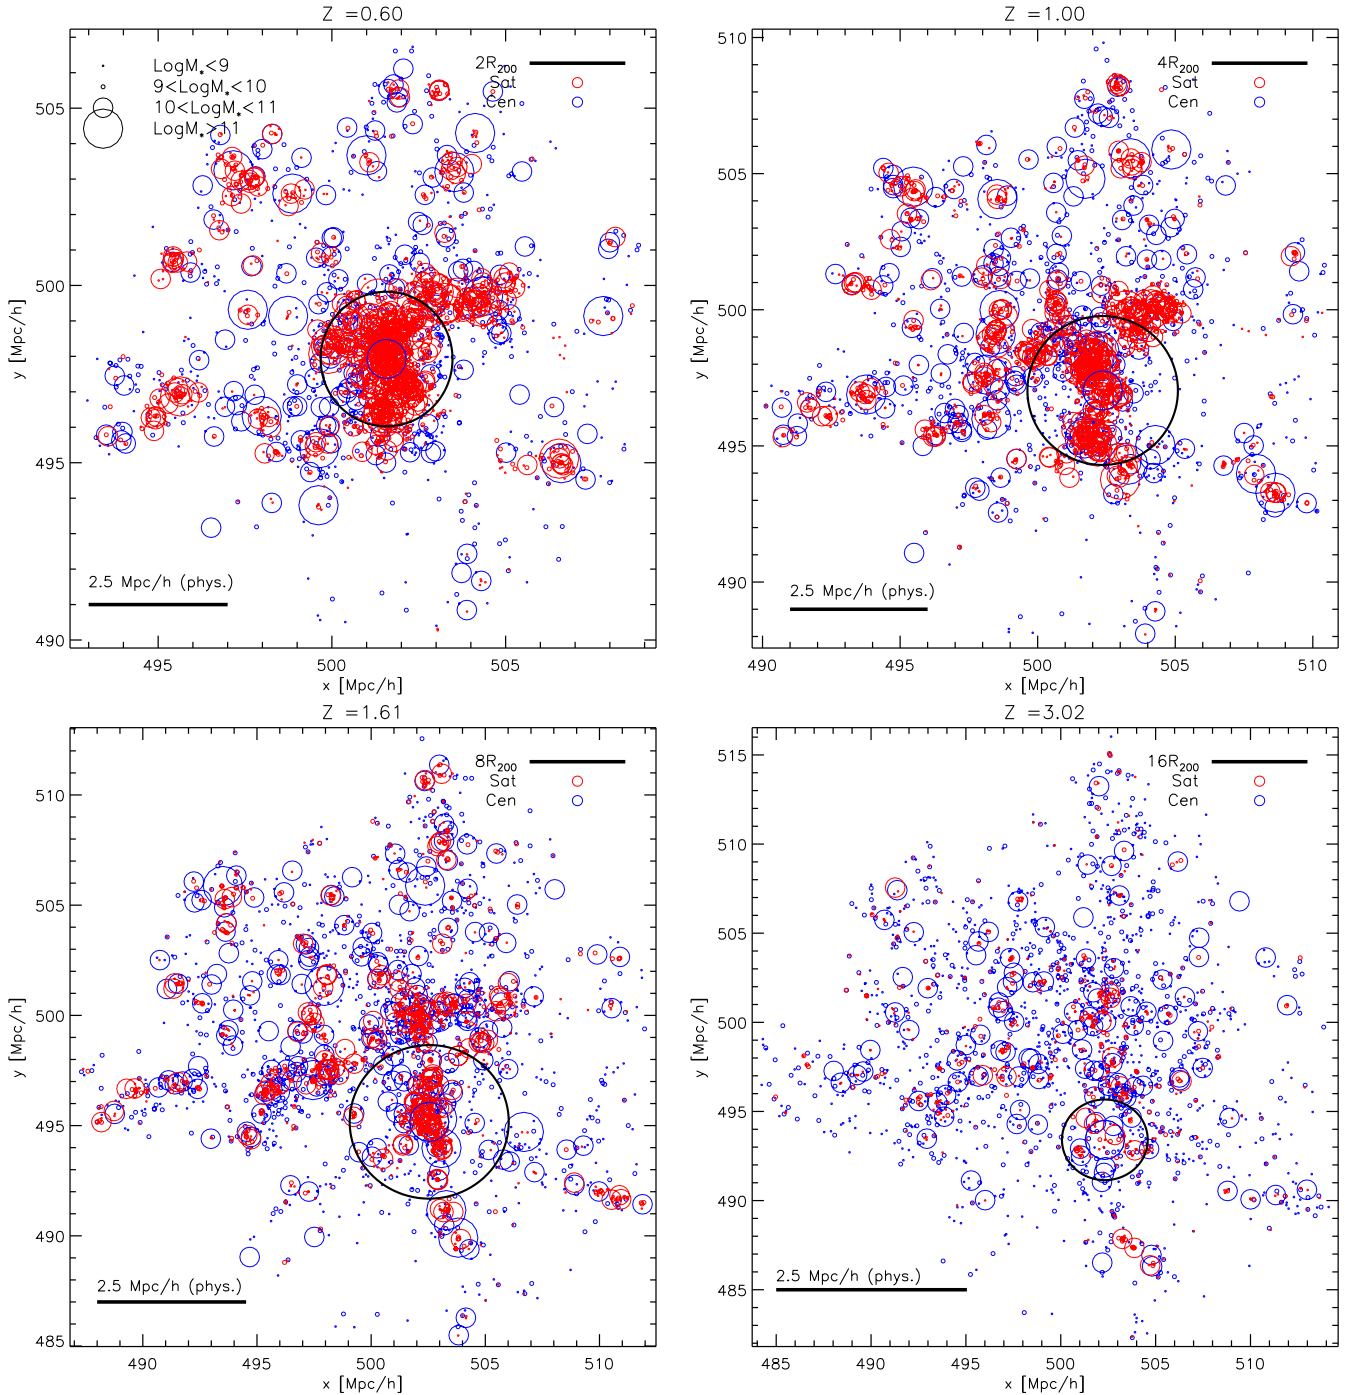 Z =0.60
LogM*<9
9<LogM*<10
10<LogM*<11
LogM*>11
2R200
Sat
Cen
505
500
495
490
y [Mpc/h]
2.5 Mpc/h (phys.)
495 500 505
x [Mpc/h]
Z =1.00
4R200
Sat
Cen
510
505
500
495
490
y [Mpc/h]
2.5 Mpc/h (phys.)
490 495 500 505 510
x [Mpc/h]
Z =1.61
8R200
Sat
Cen
510
505
500
495
490
485
y [Mpc/h]
2.5 Mpc/h (phys.)
490 495 500 505 510
x [Mpc/h]
Z =3.02
16R200
Sat
Cen
515
510
505
500
495
490
485
y [Mpc/h]
2.5 Mpc/h (phys.)
485 490 495 500 505 510
x [Mpc/h]